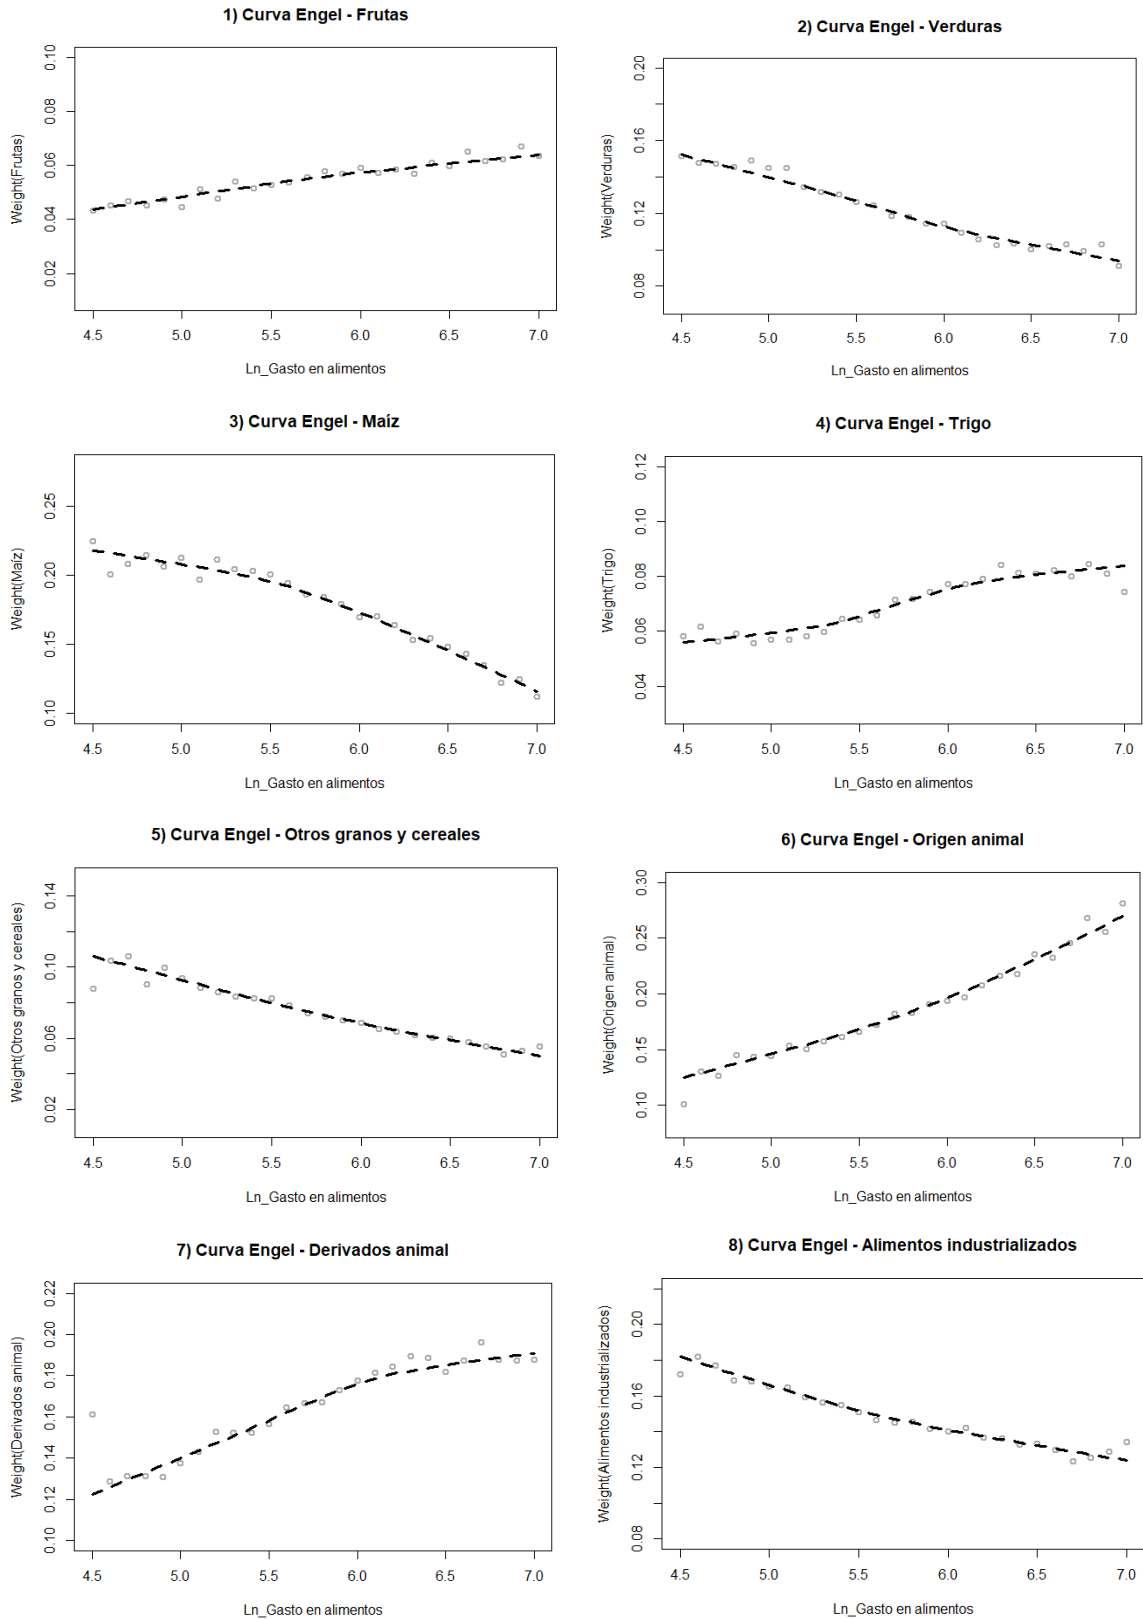 1) Curva Engel - Frutas
Weight(Frutas)
0.10
0.08
0.06
0.04
0.02
4.5 5.0 5.5 6.0 6.5 7.0
Ln_Gasto en alimentos
2) Curva Engel - Verduras
Weight(Verduras)
0.20
0.16
0.12
0.08
4.5 5.0 5.5 6.0 6.5 7.0
Ln_Gasto en alimentos
3) Curva Engel - Maíz
Weight(Maíz)
0.25
0.20
0.15
0.10
4.5 5.0 5.5 6.0 6.5 7.0
Ln_Gasto en alimentos
4) Curva Engel - Trigo
Weight(Trigo)
0.12
0.10
0.08
0.06
0.04
4.5 5.0 5.5 6.0 6.5 7.0
Ln_Gasto en alimentos
5) Curva Engel - Otros granos y cereales
Weight(Otros granos y cereales)
0.14
0.10
0.06
0.02
4.5 5.0 5.5 6.0 6.5 7.0
Ln_Gasto en alimentos
6) Curva Engel - Origen animal
Weight(Origen animal)
0.30
0.25
0.20
0.15
0.10
4.5 5.0 5.5 6.0 6.5 7.0
Ln_Gasto en alimentos
7) Curva Engel - Derivados animal
Weight(Derivados animal)
0.22
0.20
0.18
0.16
0.14
0.12
0.10
4.5 5.0 5.5 6.0 6.5 7.0
Ln_Gasto en alimentos
8) Curva Engel - Alimentos industrializados
Weight(Alimentos industrializados)
0.20
0.16
0.12
0.08
4.5 5.0 5.5 6.0 6.5 7.0
Ln_Gasto en alimentos